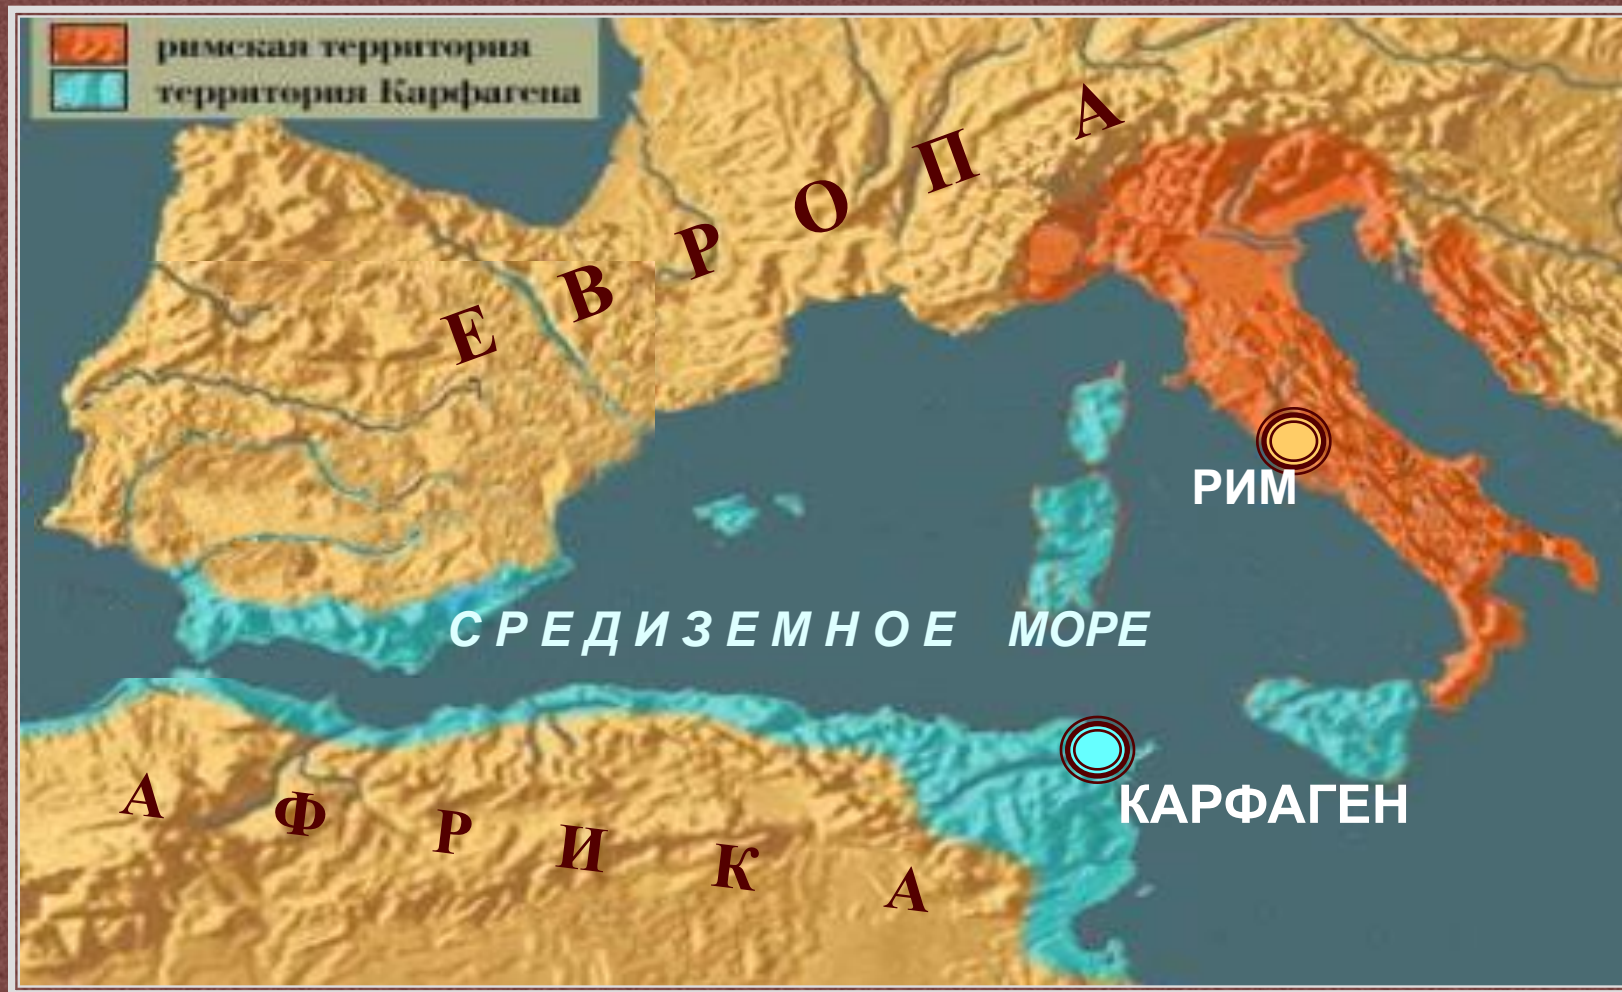 римская территория
территория Карфагена
ЕВРОПА
РИМ
СРЕДИЗЕМНОЕ МОРЕ
КАРФАГЕН
АФРИКА